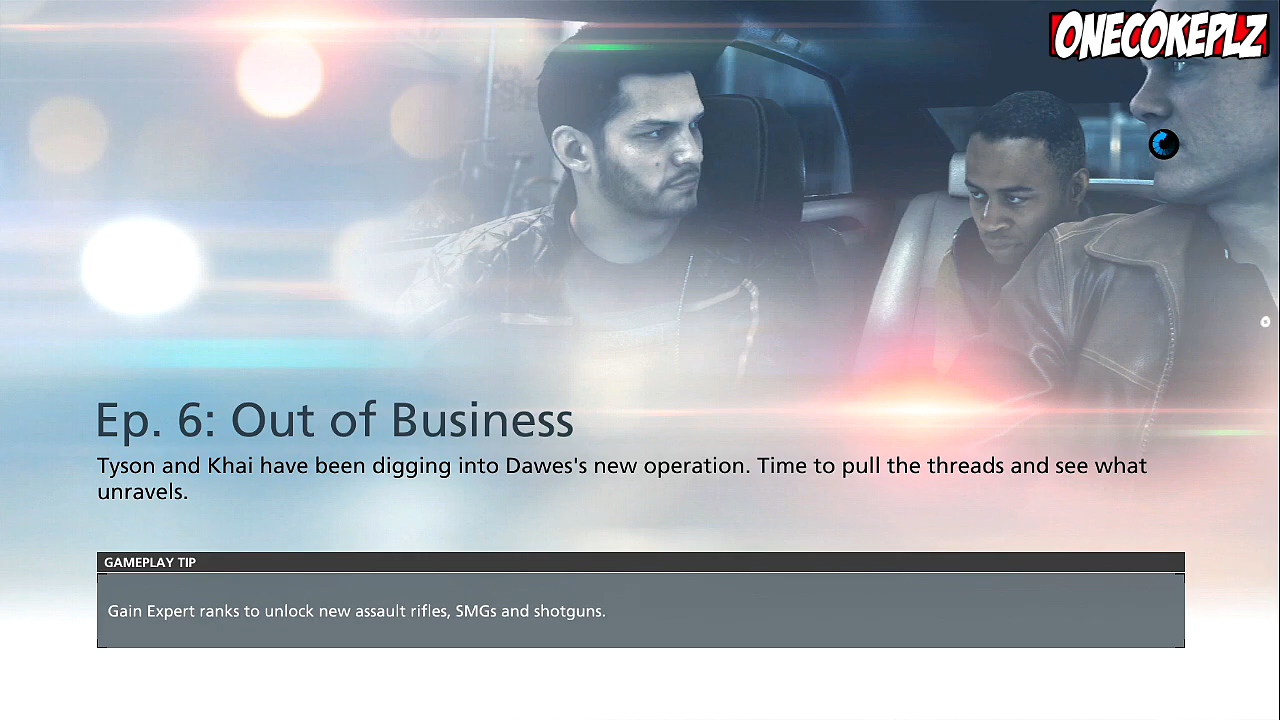 ONECOKEPLZ
Ep. 6: Out of Business
Tyson and Khai have been digging into Dawes's new operation. Time to pull the threads and see what
unravels.
GAMEPLAY TIP
Gain Expert ranks to unlock new assault rifles, SMGs and shotguns.